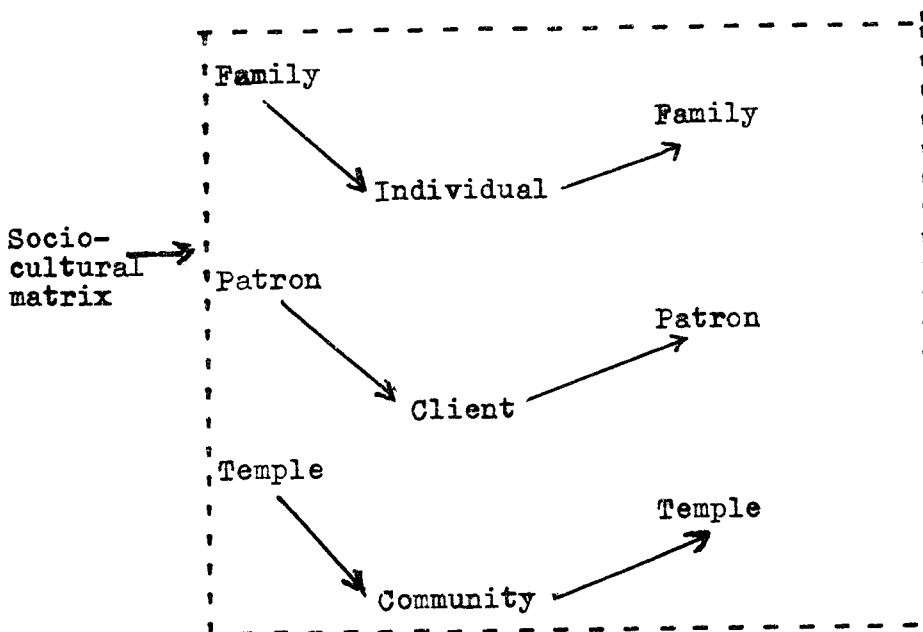 Family
Family
Individual
Socio-
cultural
matrix
Patron
Patron
Client
Temple
Temple
Community